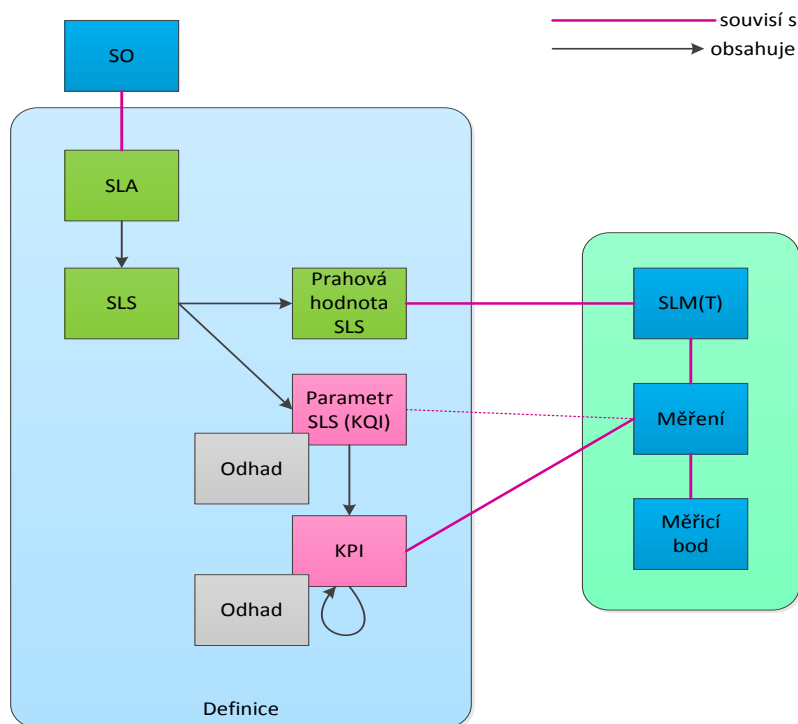 souvisí s
obsahuje
SO
SLA
SLS
Prahová
hodnota
SLS
SLM(T)
Parametr
SLS (KQI)
Měření
Odhad
KPI
Měřicí
bod
Odhad
Definice